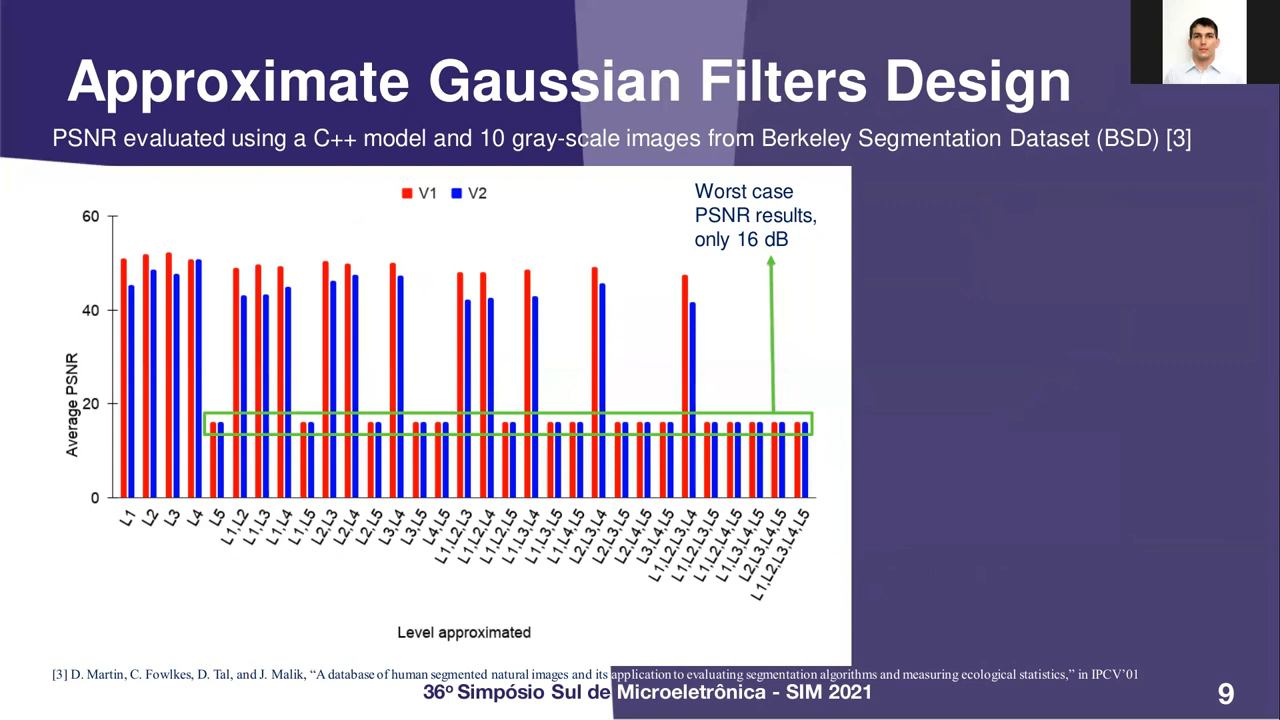 Approximate Gaussian Filters Design
PSNR evaluated using a C++ model and 10 gray-scale images from Berkeley Segmentation Dataset (BSD) [3]
V1
V2
Worst case
PSNR results,
only 16 dB
60
40
20
0
Average PSNR
L1
L2
L3
L4
L5
L1,L2
L1,L3
L1,L4
L1,L5
L2,L3
L2,L4
L2,L5
L3,L4
L3,L5
L4,L5
L1,L2,L3
L1,L2,L4
L1,L2,L5
L1,L3,L4
L1,L3,L5
L1,L4,L5
L2,L3,L4
L2,L3,L5
L2,L4,L5
L3,L4,L5
L1,L2,L3,L4
L1,L2,L3,L5
L1,L2,L4,L5
L1,L3,L4,L5
L2,L3,L4,L5
L1,L2,L3,L4,L5
Level approximated
[3] D. Martin, C. Fowlkes, D. Tal, and J. Malik, “A database of human segmented natural images and its application to evaluating segmentation algorithms and measuring ecological statistics,” in IPCV’01
36º Simpósio Sul de Microeletrônica - SIM 2021
9